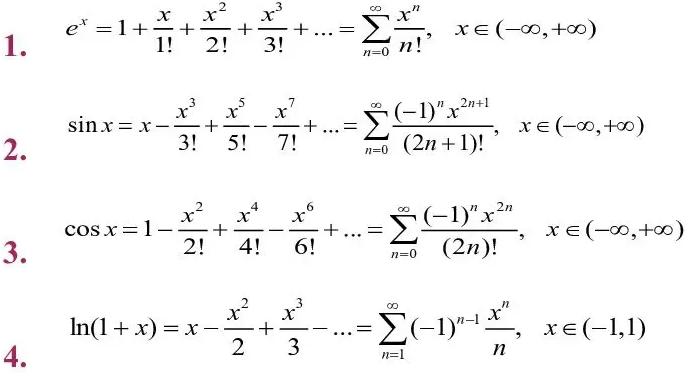 1. e^x = 1 + x/1! + x^2/2! + x^3/3! + ... = ∑_{n=0}^{∞} x^n/n!, x ∈ (−∞,+∞)
2. sin x = x − x^3/3! + x^5/5! − x^7/7! + ... = ∑_{n=0}^{∞} (−1)^n x^{2n+1}/(2n+1)!, x ∈ (−∞,+∞)
3. cos x = 1 − x^2/2! + x^4/4! − x^6/6! + ... = ∑_{n=0}^{∞} (−1)^n x^{2n}/(2n)!, x ∈ (−∞,+∞)
4. ln(1 + x) = x − x^2/2 + x^3/3 − ... = ∑_{n=1}^{∞} (−1)^{n−1} x^n/n, x ∈ (−1,1)